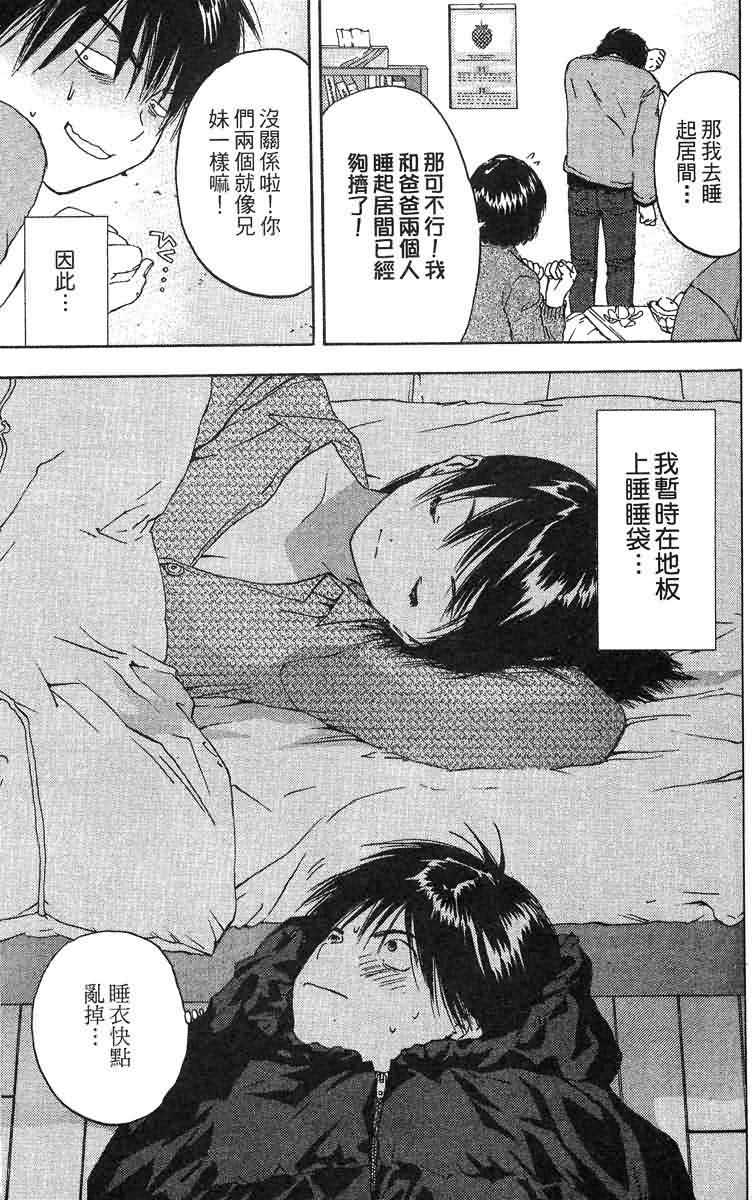 那我去睡
起居間⋯
那可不行！我
和爸爸兩個人
睡起居間已經
夠擠了！
沒關係啦！你
們兩個就像兄
妹一樣嘛！
因此⋯
我暫時在地板
上睡睡袋⋯
睡衣快點
亂掉⋯